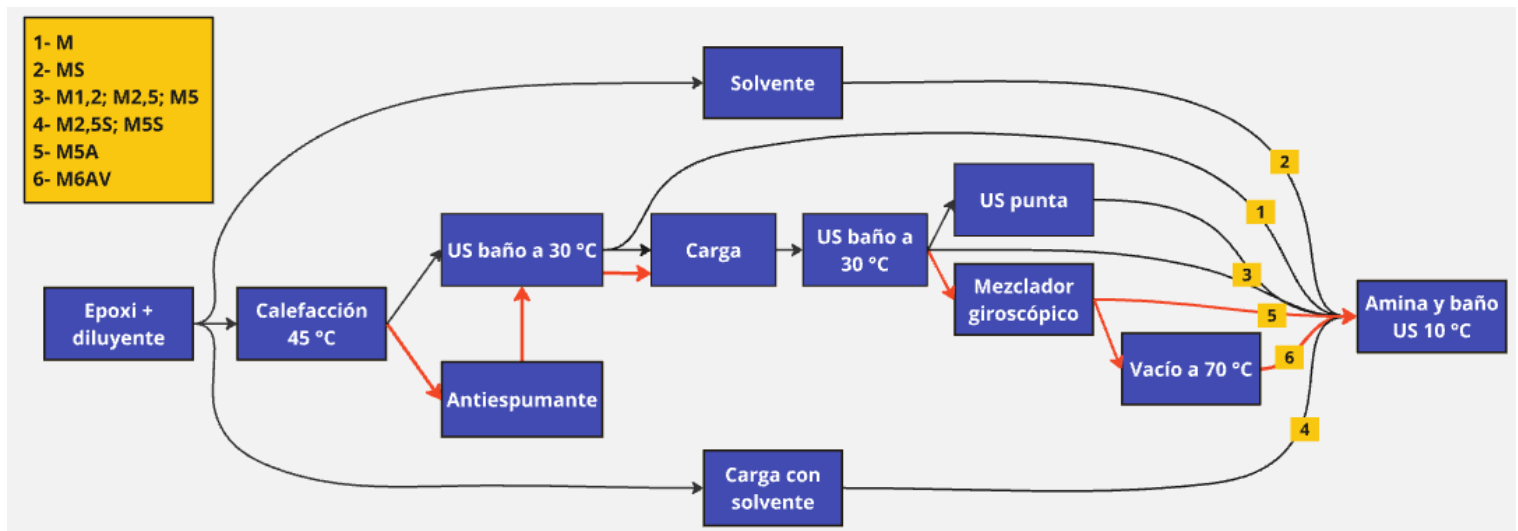 1- M
2- MS
3- M1,2; M2,5; M5
4- M2,5S; M5S
5- M5A
6- M6AV
Solvente
2
1
US punta
US baño a 30 °C
Carga
US baño a
30 °C
3
Mezclador
giroscópico
5
Epoxi +
diluyente
Calefacción
45 °C
Amina y baño
US 10 °C
6
Vacío a 70 °C
Antiespumante
4
Carga con
solvente